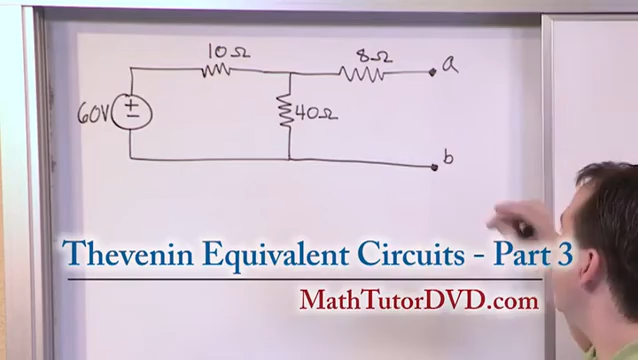 10Ω
8Ω
a
60V
+
−
40Ω
b
Thevenin Equivalent Circuits - Part 3
MathTutorDVD.com